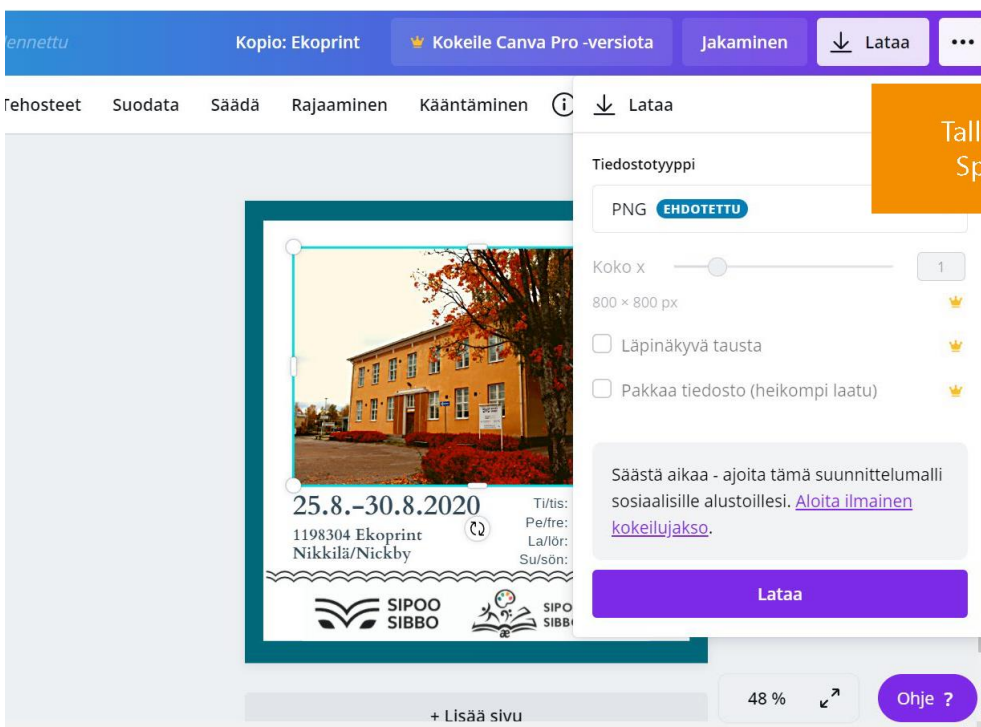 Kopio: Ekoprint
Kokeile Canva Pro -versiota
Jakaminen
Lataa
Tehosteet
Suodata
Säädä
Rajaaminen
Kääntäminen
Lataa
Tiedostotyyppi
PNG EHDOTETTU
Koko x
1
800 × 800 px
Läpinäkyvä tausta
Pakkaa tiedosto (heikompi laatu)
Säästä aikaa - ajoita tämä suunnittelumalli
sosiaalisille alustoillesi. Aloita ilmainen
kokeilujakso.
Lataa
25.8.–30.8.2020
1198304 Ekoprint
Nikkilä/Nickby
Ti/tis:
Pe/fre:
La/lör:
Su/sön:
SIPOO
SIBBO
48 %
Ohje ?
+ Lisää sivu